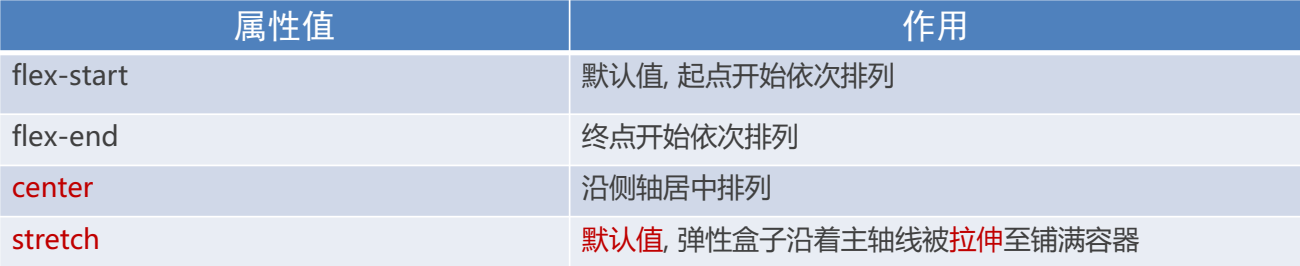 属性值 作用
flex-start 默认值, 起点开始依次排列
flex-end 终点开始依次排列
center 沿侧轴居中排列
stretch 默认值, 弹性盒子沿着主轴线被拉伸至铺满容器